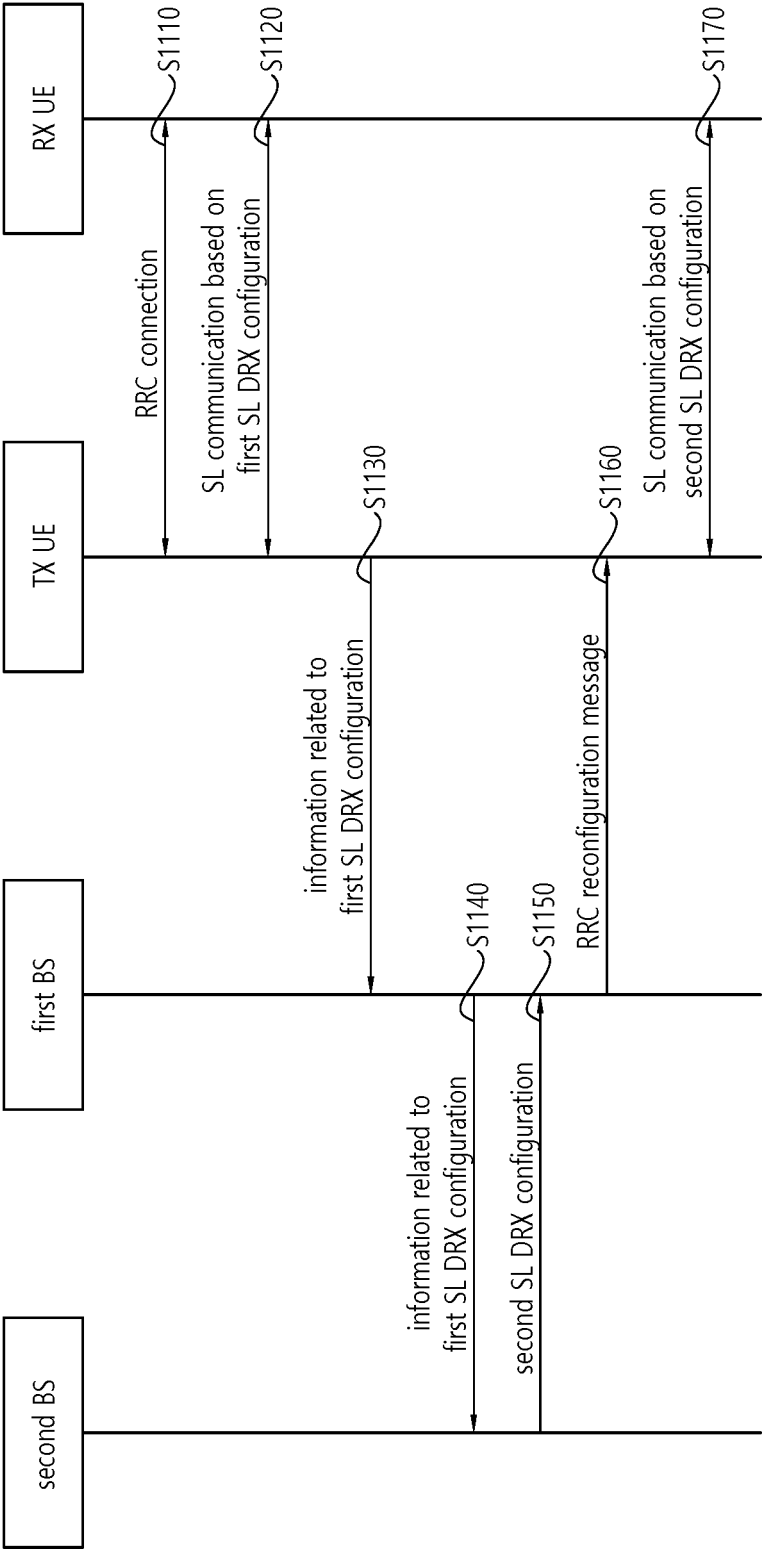 second BS
first BS
TX UE
RX UE
RRC connection
S1110
SL communication based on
first SL DRX configuration
S1120
information related to
first SL DRX configuration
S1130
information related to
first SL DRX configuration
S1140
second SL DRX configuration
S1150
RRC reconfiguration message
S1160
SL communication based on
second SL DRX configuration
S1170